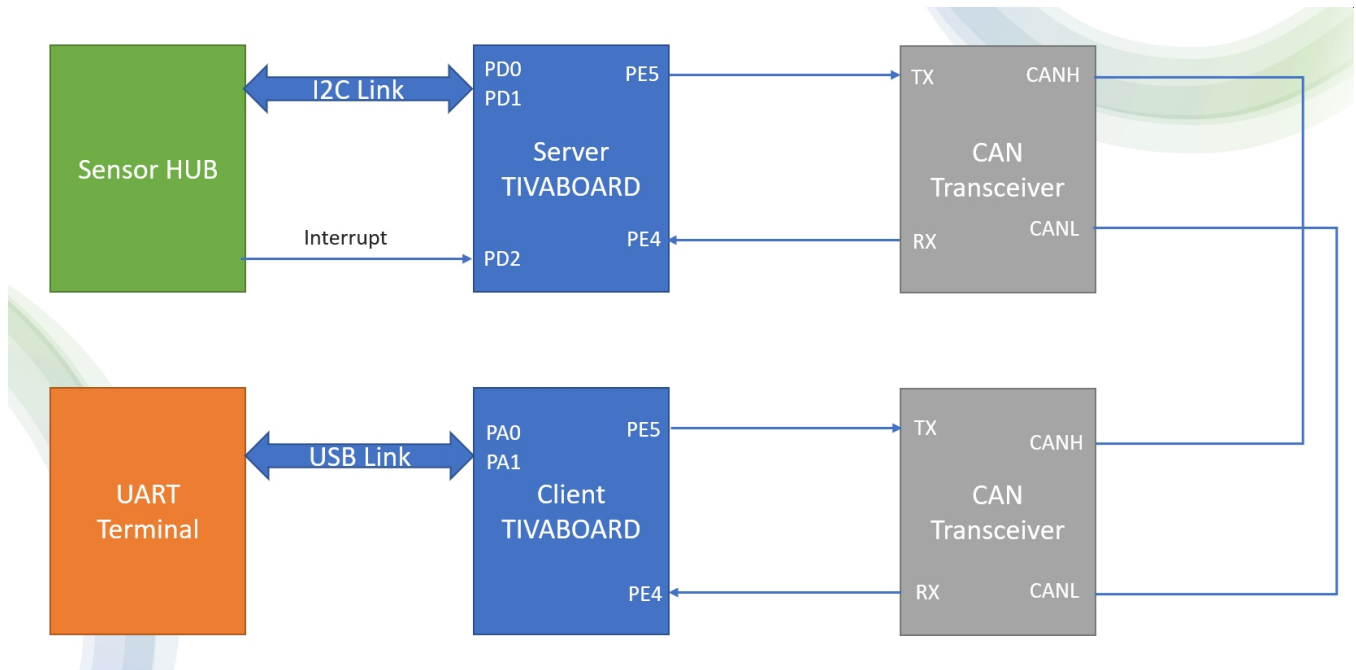 Sensor HUB
I2C Link
Interrupt
PD0
PD1
PD2
Server
TIVABOARD
PE5
PE4
TX
RX
CAN
Transceiver
CANH
CANL
UART
Terminal
USB Link
PA0
PA1
Client
TIVABOARD
PE5
PE4
TX
RX
CAN
Transceiver
CANH
CANL